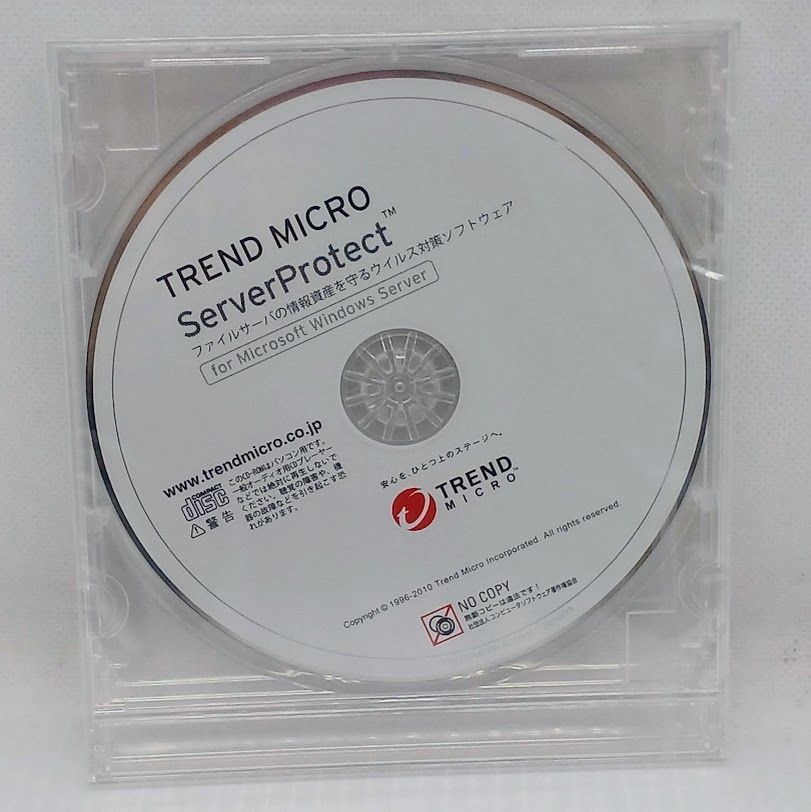 TREND MICRO
ServerProtect™
ファイルサーバの情報資産を守るウイルス対策ソフトウェア
for Microsoft Windows Server
www.trendmicro.co.jp
COMPACT
disc
警告
このCD-ROMはパソコン用です。
一般オーディオ用CDプレーヤー
などでは絶対に再生しないで
ください。聴覚の障害や、機
器の故障などを引き起こす恐
れがあります。
安心を、ひとつ上のステージへ。
TREND
MICRO™
Copyright © 1996-2010 Trend Micro Incorporated. All rights reserved.
NO COPY
無断コピーは違法です！
社団法人コンピュータソフトウェア著作権協会